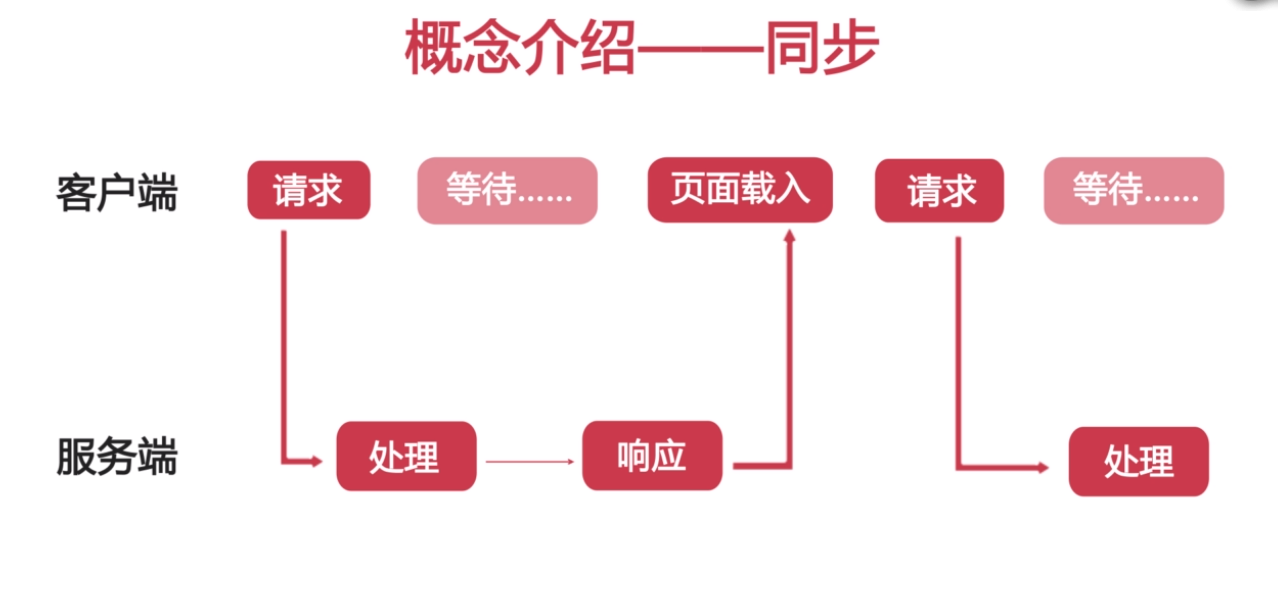 概念介绍——同步
客户端
请求
等待……
页面载入
请求
等待……
服务端
处理
响应
处理